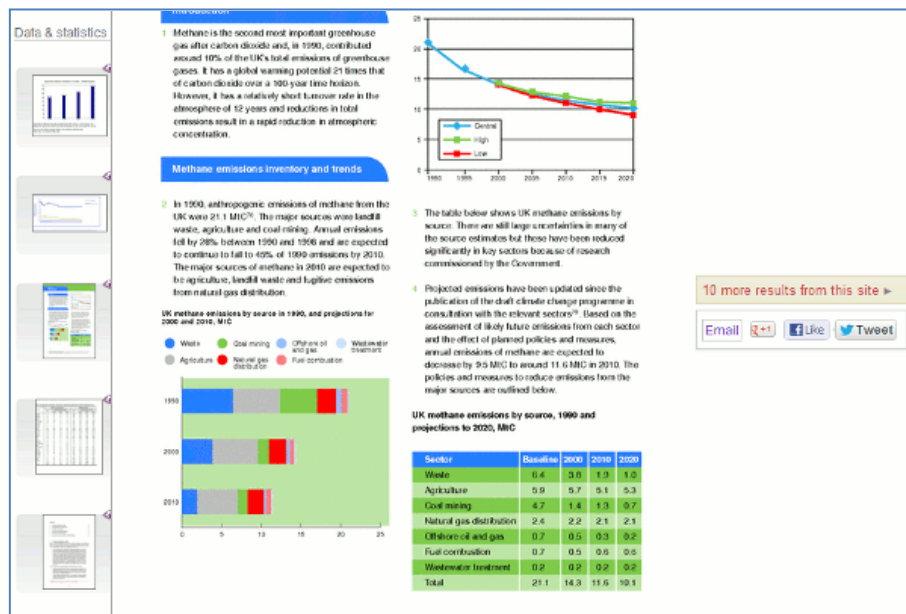 Data & statistics
Introduction
1 Methane is the second most important greenhouse
gas after carbon dioxide and, in 1990, contributed
around 10% of the UK's total emissions of greenhouse
gases. It has a global warming potential 21 times that
of carbon dioxide over a 100-year time horizon.
However, it has a relatively short turnover rate in the
atmosphere of 12 years and reductions in total
emissions result in a rapid reduction in atmospheric
concentration.
Methane emissions inventory and trends
2 In 1990, anthropogenic emissions of methane from the
UK were 21.1 MtC
waste, agriculture and coal mining. Annual emissions
fell by 28% between 1990 and 1998 and are expected
to continue to fall to 45% of 1990 emissions by 2010.
The major sources of methane in 2010 are expected to
be agriculture, landfill waste and fugitive emissions
from natural gas distribution.
UK methane emissions by source in 1990, and projections for
2000 and 2010, MtC
Waste Coal mining Offshore oil and gas Wastewater treatment
Agriculture Natural gas distribution Fuel combustion
1990
2000
2010
0 5 10 15 20 25
25
20
15
10
5
0
Central
High
Low
1990 1995 2000 2005 2010 2015 2020
3 The table below shows UK methane emissions by
source. There are still large uncertainties in many of
the source estimates but these have been reduced
significantly in key sectors because of research
commissioned by the Government.
4 Projected emissions have been updated since the
publication of the draft climate change programme in
consultation with the relevant sectors
assessment of likely future emissions from each sector
and the effect of planned policies and measures,
annual emissions of methane are expected to
decrease by 9.5 MtC to around 11.6 MtC in 2010. The
policies and measures to reduce emissions from the
major sources are outlined below.
UK methane emissions by source, 1990 and
projections to 2020, MtC
Sector Baseline 2000 2010 2020
Waste 6.4 3.8 1.9 1.0
Agriculture 5.9 5.7 5.1 5.3
Coal mining 4.7 1.4 1.3 0.7
Natural gas distribution 2.4 2.2 2.1 2.1
Offshore oil and gas 0.7 0.5 0.3 0.2
Fuel combustion 0.7 0.5 0.6 0.6
Wastewater treatment 0.2 0.2 0.2 0.2
Total 21.1 14.3 11.6 10.1
10 more results from this site ►
Email +1 Like Tweet